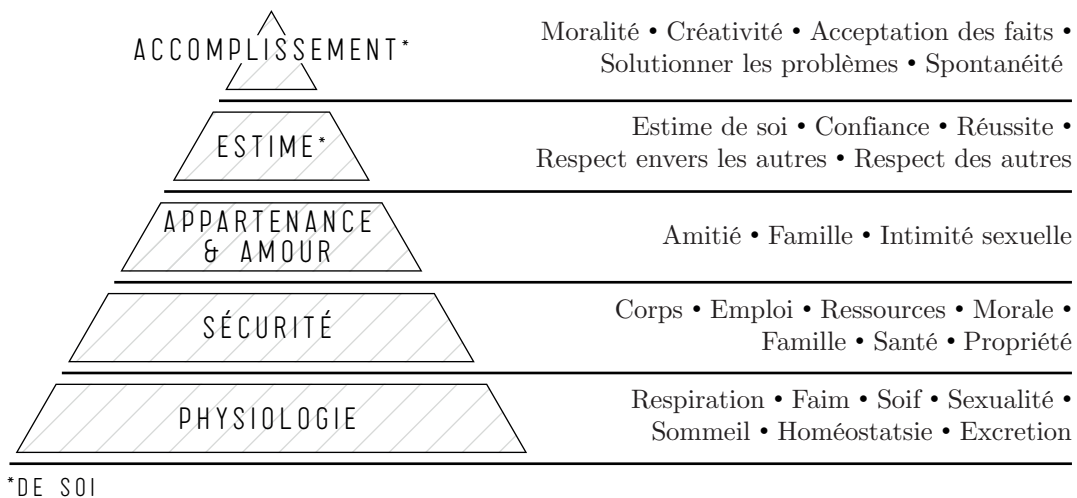 ACCOMPLISSEMENT*
Moralité • Créativité • Acceptation des faits •
Solutionner les problèmes • Spontanéité
ESTIME*
Estime de soi • Confiance • Réussite •
Respect envers les autres • Respect des autres
APPARTENANCE
& AMOUR
Amitié • Famille • Intimité sexuelle
SÉCURITÉ
Corps • Emploi • Ressources • Morale •
Famille • Santé • Propriété
PHYSIOLOGIE
Respiration • Faim • Soif • Sexualité •
Sommeil • Homéostatsie • Excretion
*DE SOI